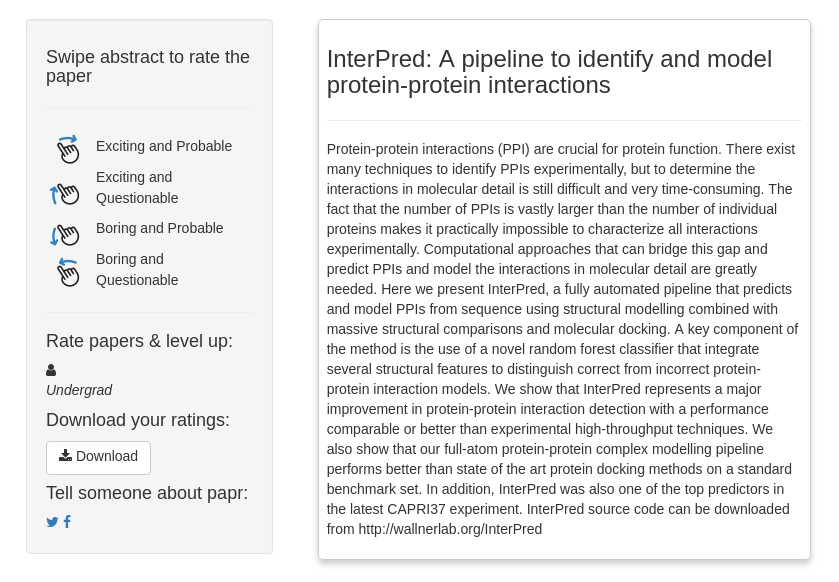 Swipe abstract to rate the
paper
Exciting and Probable
Exciting and
Questionable
Boring and Probable
Boring and
Questionable
Rate papers & level up:
Undergrad
Download your ratings:
Download
Tell someone about papr:
InterPred: A pipeline to identify and model
protein-protein interactions
Protein-protein interactions (PPI) are crucial for protein function. There exist
many techniques to identify PPIs experimentally, but to determine the
interactions in molecular detail is still difficult and very time-consuming. The
fact that the number of PPIs is vastly larger than the number of individual
proteins makes it practically impossible to characterize all interactions
experimentally. Computational approaches that can bridge this gap and
predict PPIs and model the interactions in molecular detail are greatly
needed. Here we present InterPred, a fully automated pipeline that predicts
and model PPIs from sequence using structural modelling combined with
massive structural comparisons and molecular docking. A key component of
the method is the use of a novel random forest classifier that integrate
several structural features to distinguish correct from incorrect protein-
protein interaction models. We show that InterPred represents a major
improvement in protein-protein interaction detection with a performance
comparable or better than experimental high-throughput techniques. We
also show that our full-atom protein-protein complex modelling pipeline
performs better than state of the art protein docking methods on a standard
benchmark set. In addition, InterPred was also one of the top predictors in
the latest CAPRI37 experiment. InterPred source code can be downloaded
from http://wallnerlab.org/InterPred